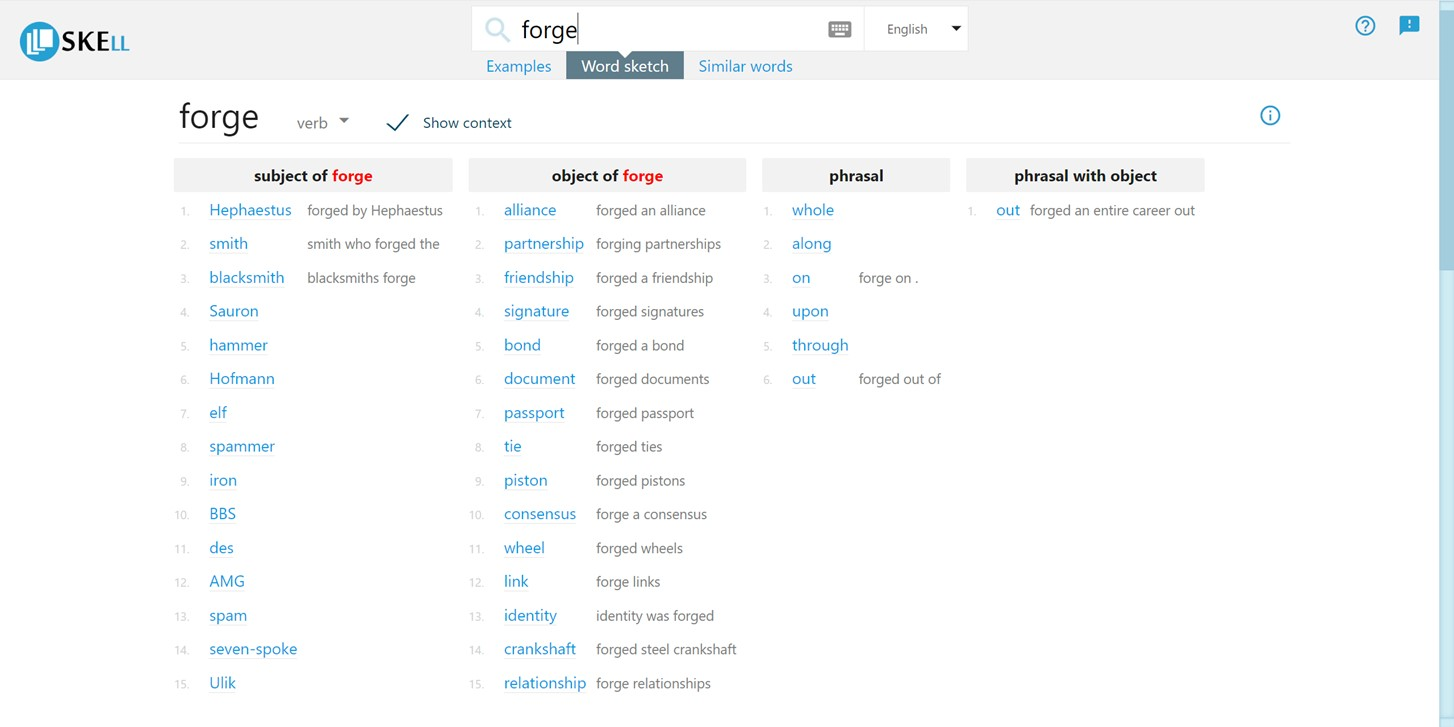 SKELL
forge
English
Examples Word sketch Similar words
forge verb Show context
subject of forge
1. Hephaestus forged by Hephaestus
2. smith smith who forged the
3. blacksmith blacksmiths forge
4. Sauron
5. hammer
6. Hofmann
7. elf
8. spammer
9. iron
10. BBS
11. des
12. AMG
13. spam
14. seven-spoke
15. Ulik
object of forge
1. alliance forged an alliance
2. partnership forging partnerships
3. friendship forged a friendship
4. signature forged signatures
5. bond forged a bond
6. document forged documents
7. passport forged passport
8. tie forged ties
9. piston forged pistons
10. consensus forge a consensus
11. wheel forged wheels
12. link forge links
13. identity identity was forged
14. crankshaft forged steel crankshaft
15. relationship forge relationships
phrasal
1. whole
2. along
3. on forge on .
4. upon
5. through
6. out forged out of
phrasal with object
1. out forged an entire career out